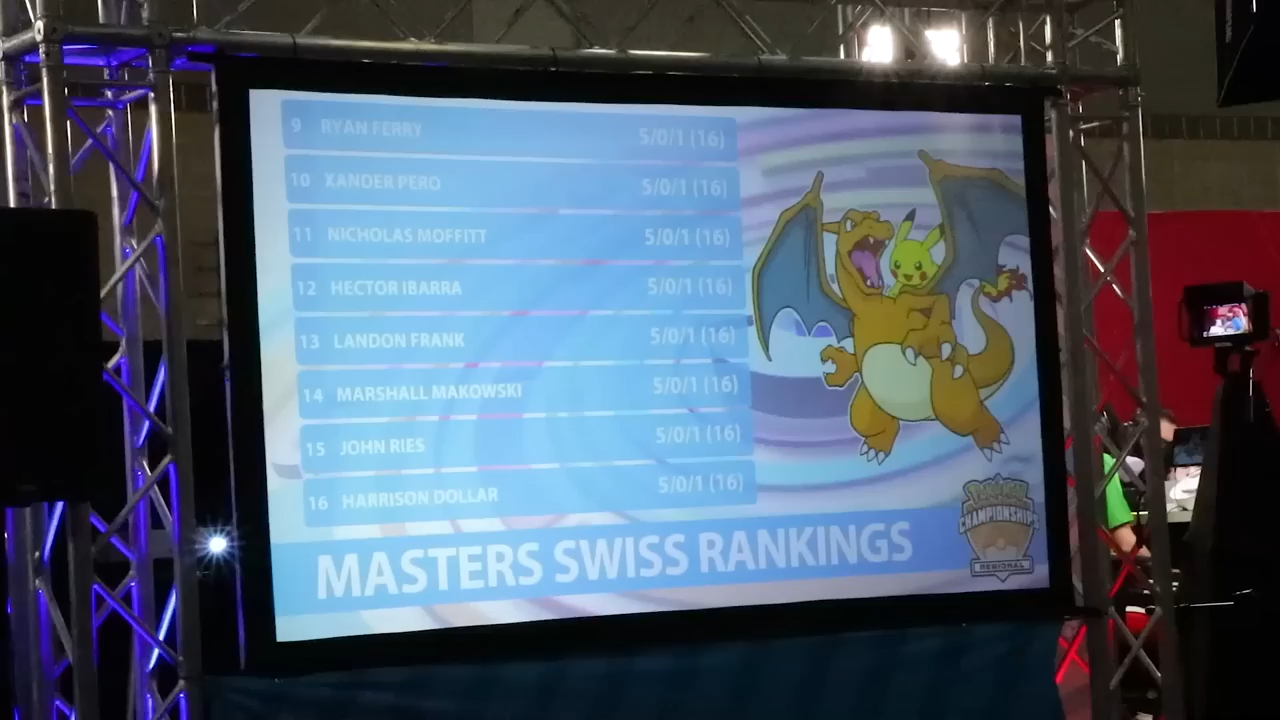 9 RYAN FERRY 5/0/1 (16)
10 XANDER PERO 5/0/1 (16)
11 NICHOLAS MOFFITT 5/0/1 (16)
12 HECTOR IBARRA 5/0/1 (16)
13 LANDON FRANK 5/0/1 (16)
14 MARSHALL MAKOWSKI 5/0/1 (16)
15 JOHN RIES 5/0/1 (16)
16 HARRISON DOLLAR 5/0/1 (16)
MASTERS SWISS RANKINGS
Pokémon
CHAMPIONSHIPS
REGIONAL